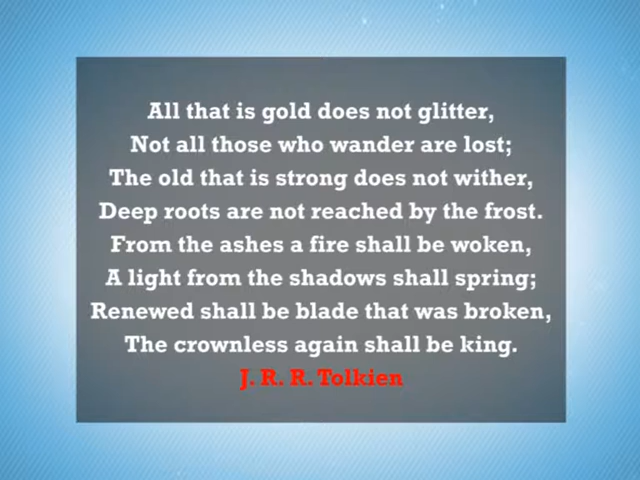 All that is gold does not glitter,
Not all those who wander are lost;
The old that is strong does not wither,
Deep roots are not reached by the frost.
From the ashes a fire shall be woken,
A light from the shadows shall spring;
Renewed shall be blade that was broken,
The crownless again shall be king.
J. R. R. Tolkien